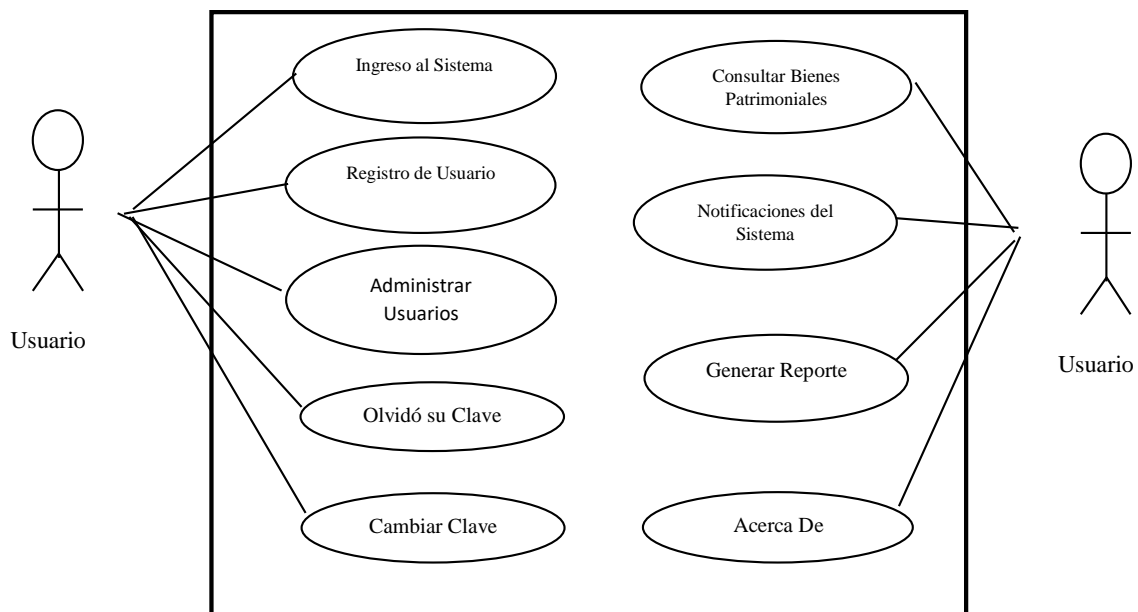 Ingreso al Sistema
Registro de Usuario
Administrar
Usuarios
Olvidó su Clave
Cambiar Clave
Usuario
Consultar Bienes
Patrimoniales
Notificaciones del
Sistema
Generar Reporte
Acerca De
Usuario